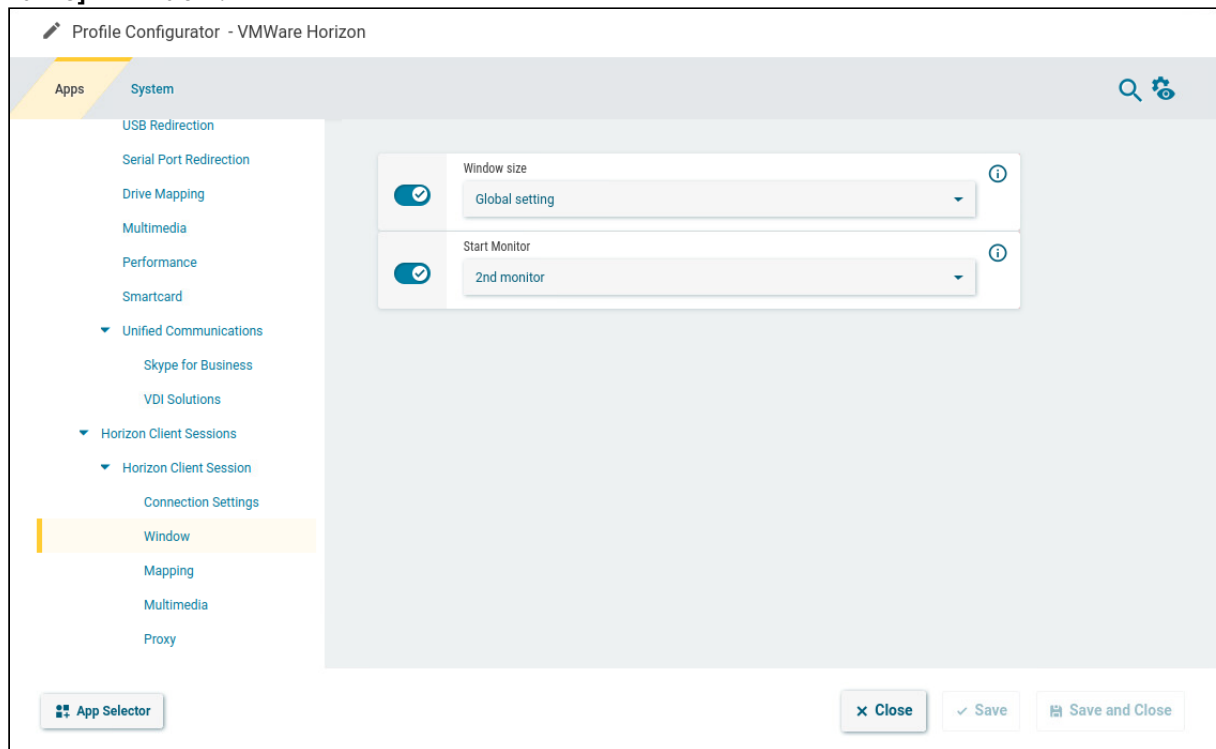 Profile Configurator - VMWare Horizon
Apps
System
USB Redirection
Serial Port Redirection
Drive Mapping
Multimedia
Performance
Smartcard
Unified Communications
Skype for Business
VDI Solutions
Horizon Client Sessions
Horizon Client Session
Connection Settings
Window
Mapping
Multimedia
Proxy
Window size
Global setting
Start Monitor
2nd monitor
App Selector
Close
Save
Save and Close